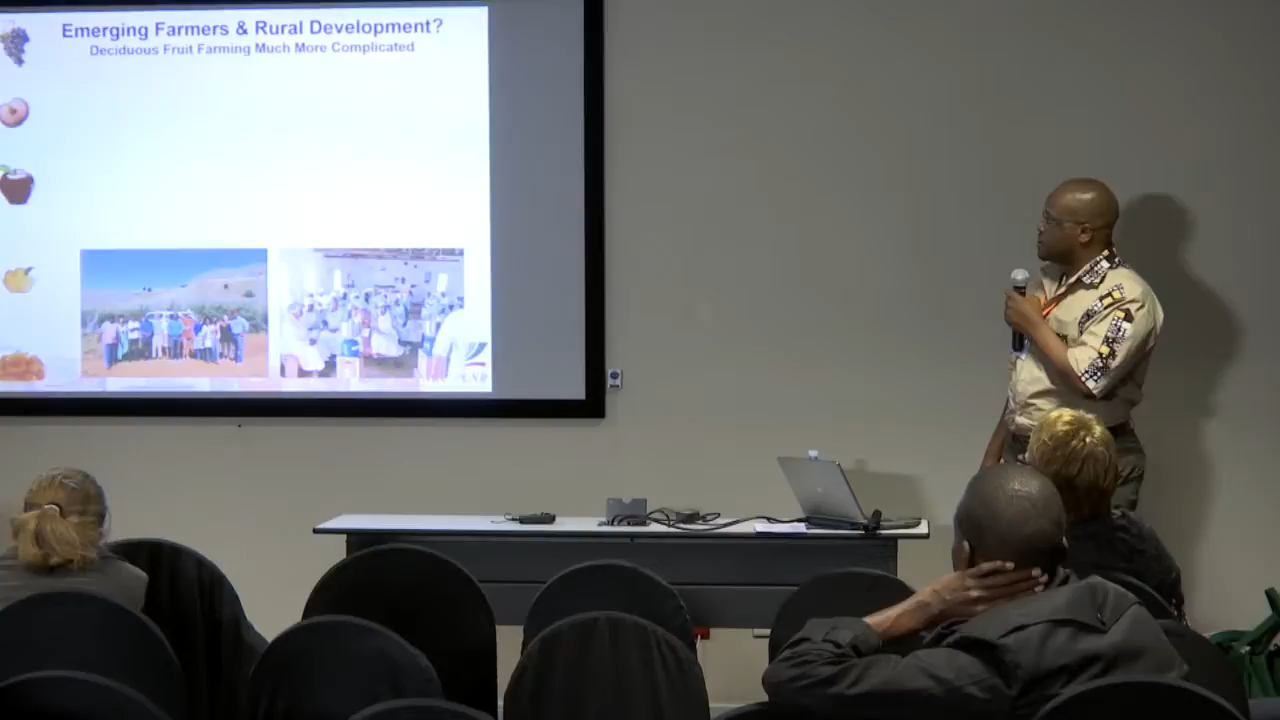 Emerging Farmers & Rural Development?
Deciduous Fruit Farming Much More Complicated